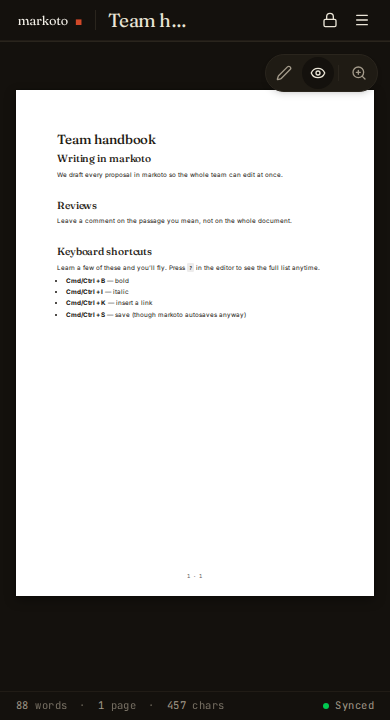 markoto
Team h...
Team handbook
Writing in markoto
We draft every proposal in markoto so the whole team can edit at once.
Reviews
Leave a comment on the passage you mean, not on the whole document.
Keyboard shortcuts
Learn a few of these and you'll fly. Press ? in the editor to see the full list anytime.
• Cmd/Ctrl+B — bold
• Cmd/Ctrl+I — italic
• Cmd/Ctrl+K — insert a link
• Cmd/Ctrl+S — save (though markoto autosaves anyway)
1 - 1
88 words · 1 page · 457 chars
Synced